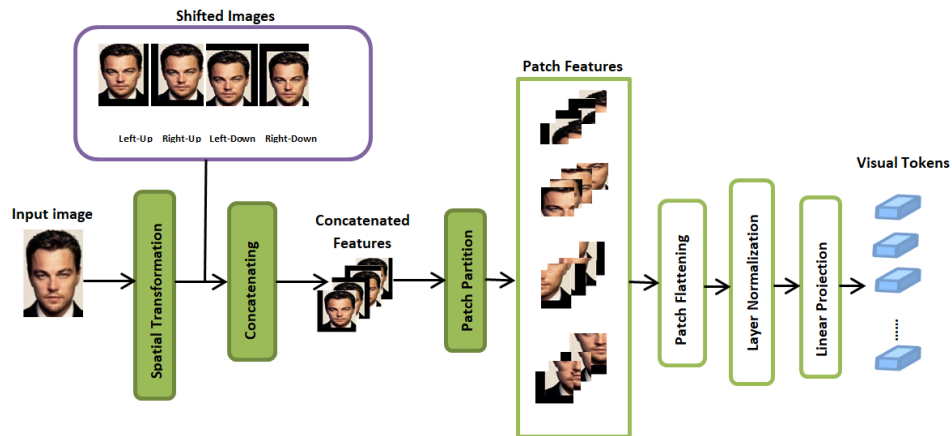 Shifted Images
Left-Up Right-Up Left-Down Right-Down
Input image
Spatial Transformation
Concatenating
Concatenated
Features
Patch Partition
Patch Features
Patch Flattening
Layer Normalization
Linear Projection
Visual Tokens
......